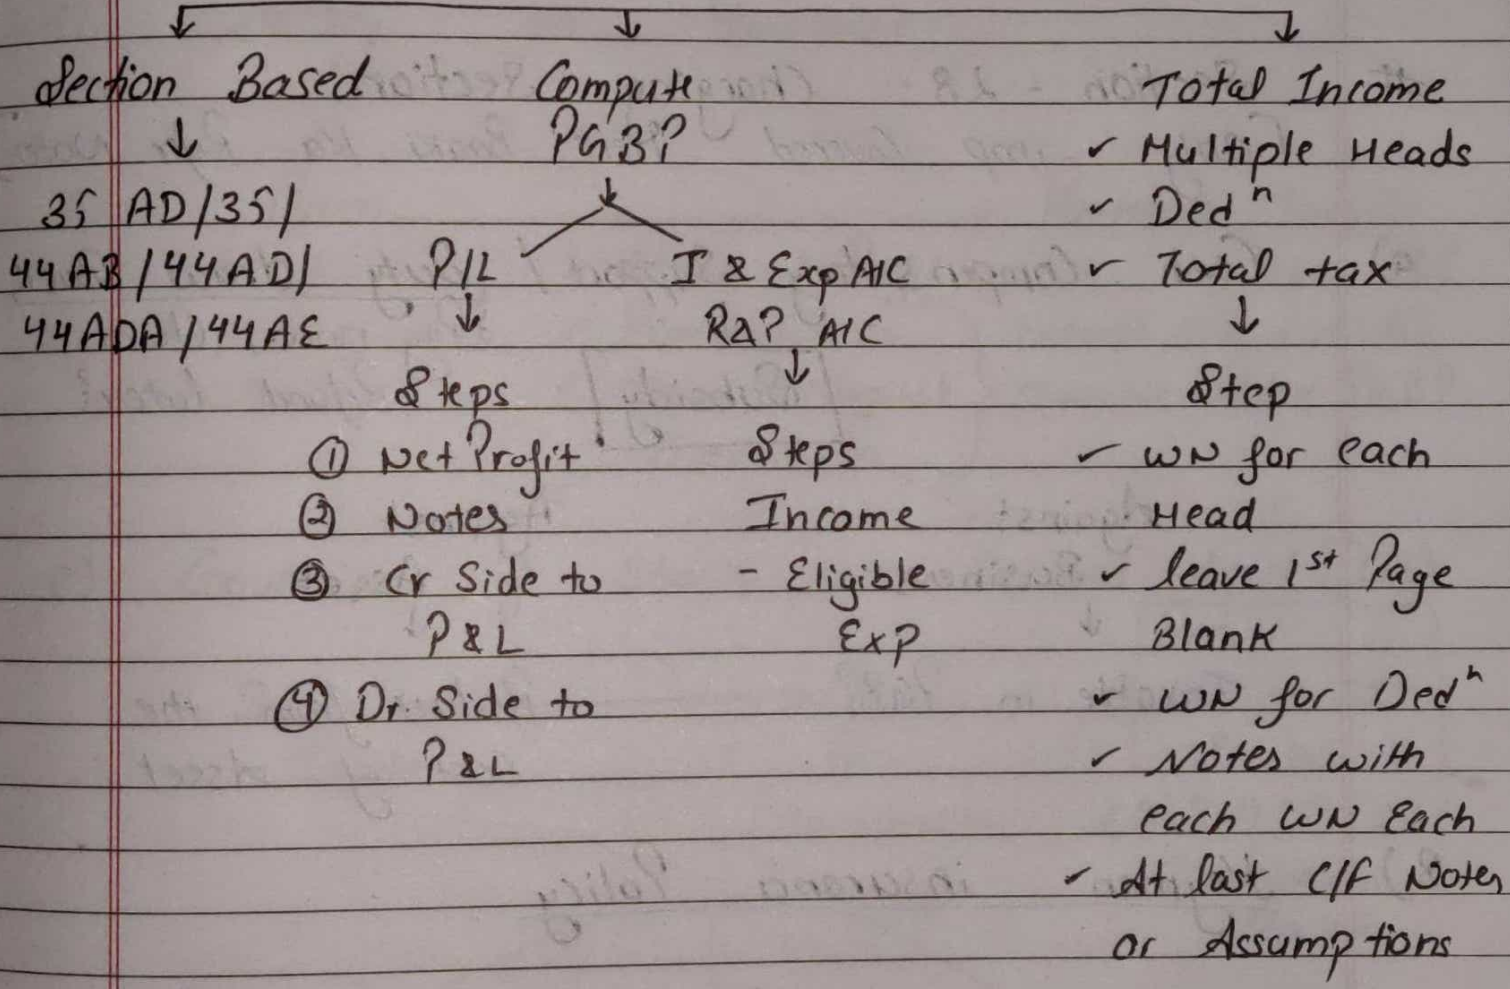 Section Based
35 AD/35/
44AB/44AD/
44ADA/44AE
Compute
PGB?
P/L
Steps
① Net Profit
② Notes
③ Cr Side to
P&L
④ Dr. Side to
P&L
I & Exp A/C
R&P A/C
Steps
Income
- Eligible
Exp
Total Income
✓ Multiple Heads
✓ Dedⁿ
✓ Total tax
Step
✓ WN for each
Head
✓ leave 1st Page
Blank
✓ WN for Dedⁿ
✓ Notes with
each WN Each
✓ At last C/F Notes
or Assumptions